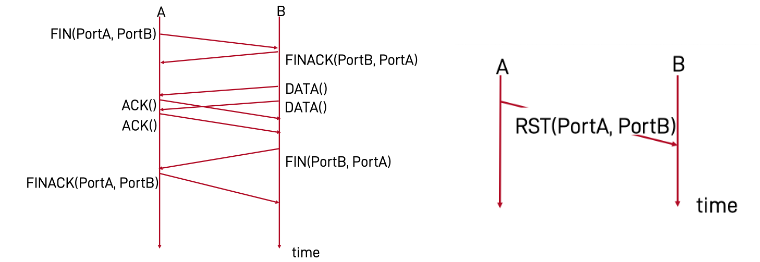 A
B
FIN(PortA, PortB)
FINACK(PortB, PortA)
DATA()
ACK()
DATA()
ACK()
FIN(PortB, PortA)
FINACK(PortA, PortB)
time
A
B
RST(PortA, PortB)
time